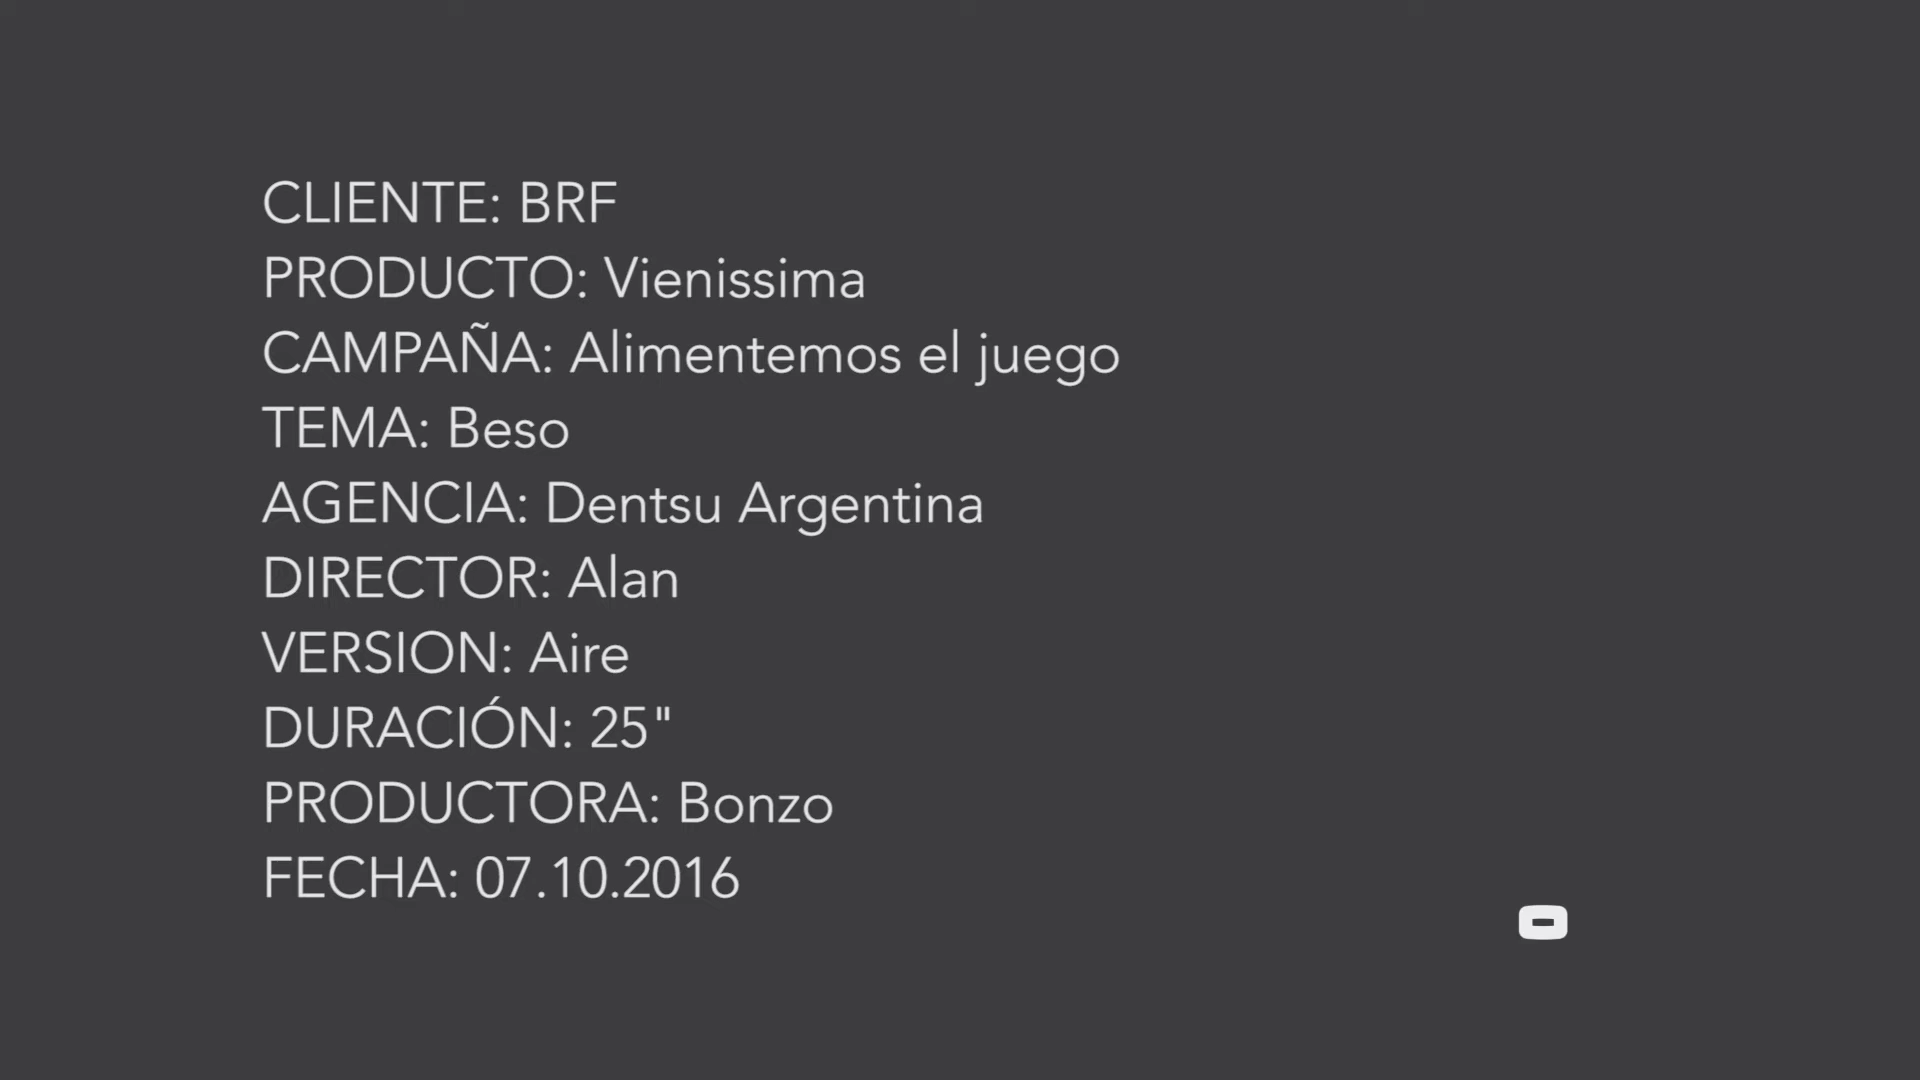 CLIENTE: BRF
PRODUCTO: Vienissima
CAMPAÑA: Alimentemos el juego
TEMA: Beso
AGENCIA: Dentsu Argentina
DIRECTOR: Alan
VERSION: Aire
DURACIÓN: 25"
PRODUCTORA: Bonzo
FECHA: 07.10.2016